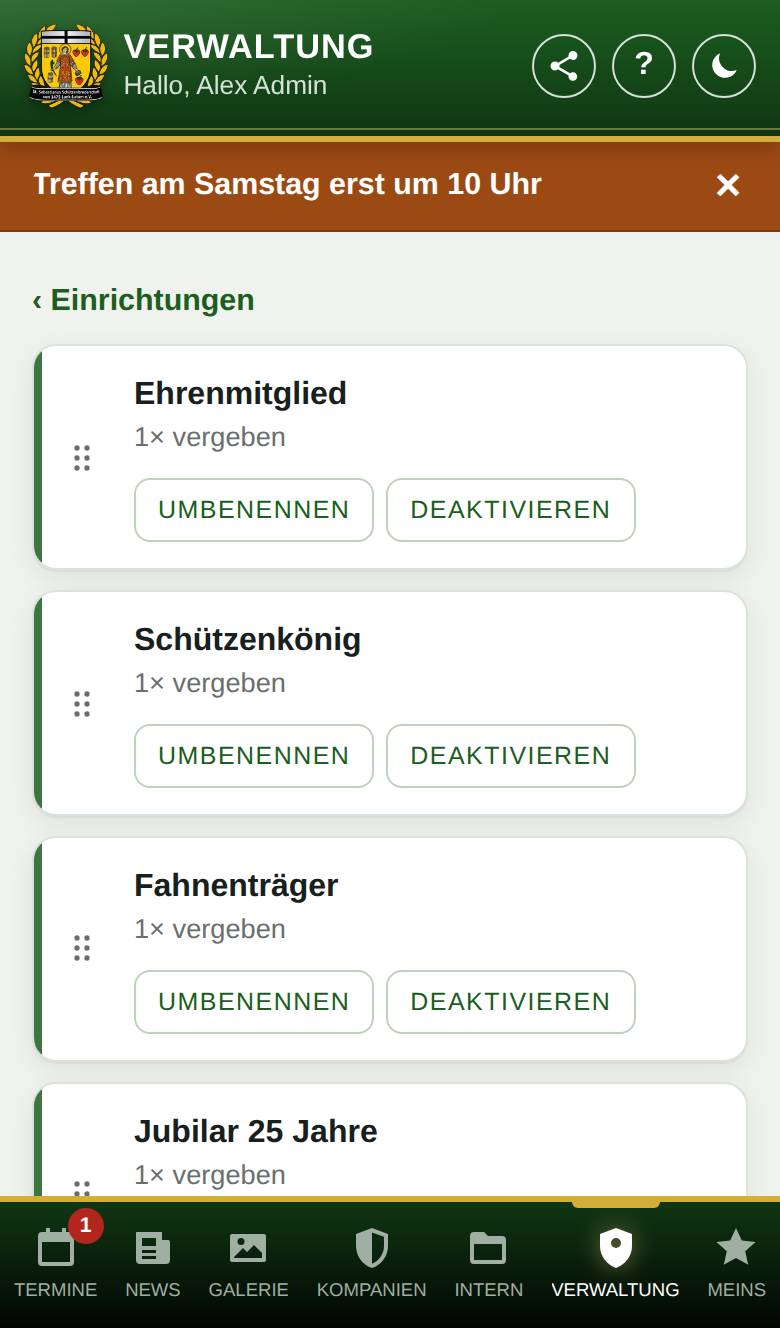 VERWALTUNG
Hallo, Alex Admin
?
Treffen am Samstag erst um 10 Uhr
×
‹ Einrichtungen
Ehrenmitglied
1× vergeben
UMBENENNEN DEAKTIVIEREN
Schützenkönig
1× vergeben
UMBENENNEN DEAKTIVIEREN
Fahnenträger
1× vergeben
UMBENENNEN DEAKTIVIEREN
Jubilar 25 Jahre
1× vergeben
1
TERMINE NEWS GALERIE KOMPANIEN INTERN VERWALTUNG MEINS